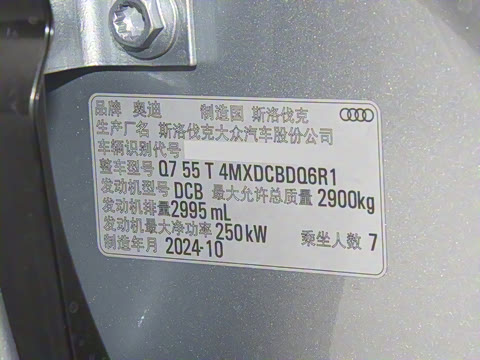 品牌 奥迪 制造国 斯洛伐克
生产厂名 斯洛伐克大众汽车股份公司
车辆识别代号
整车型号 Q7 55 T 4MXDCBDQ6R1
发动机型号 DCB 最大允许总质量 2900kg
发动机排量 2995 mL
发动机最大净功率 250 kW 乘坐人数 7
制造年月 2024-10